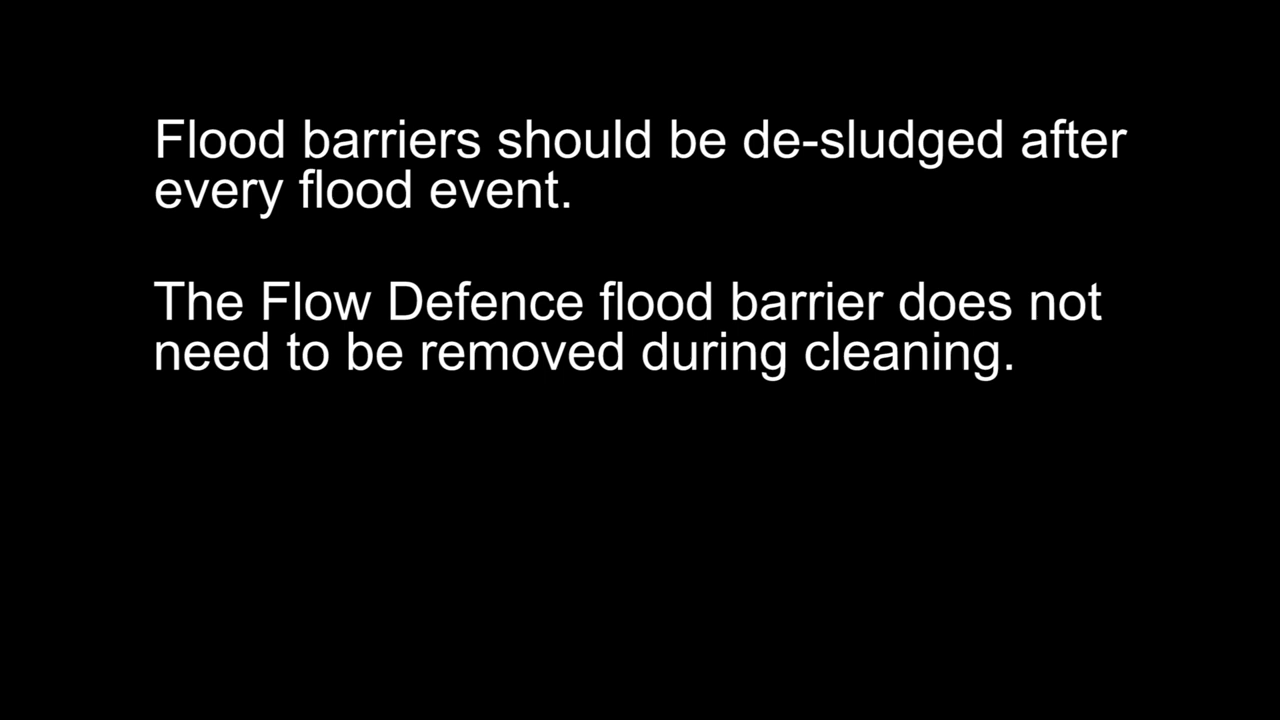 Flood barriers should be de-sludged after
every flood event.
The Flow Defence flood barrier does not
need to be removed during cleaning.